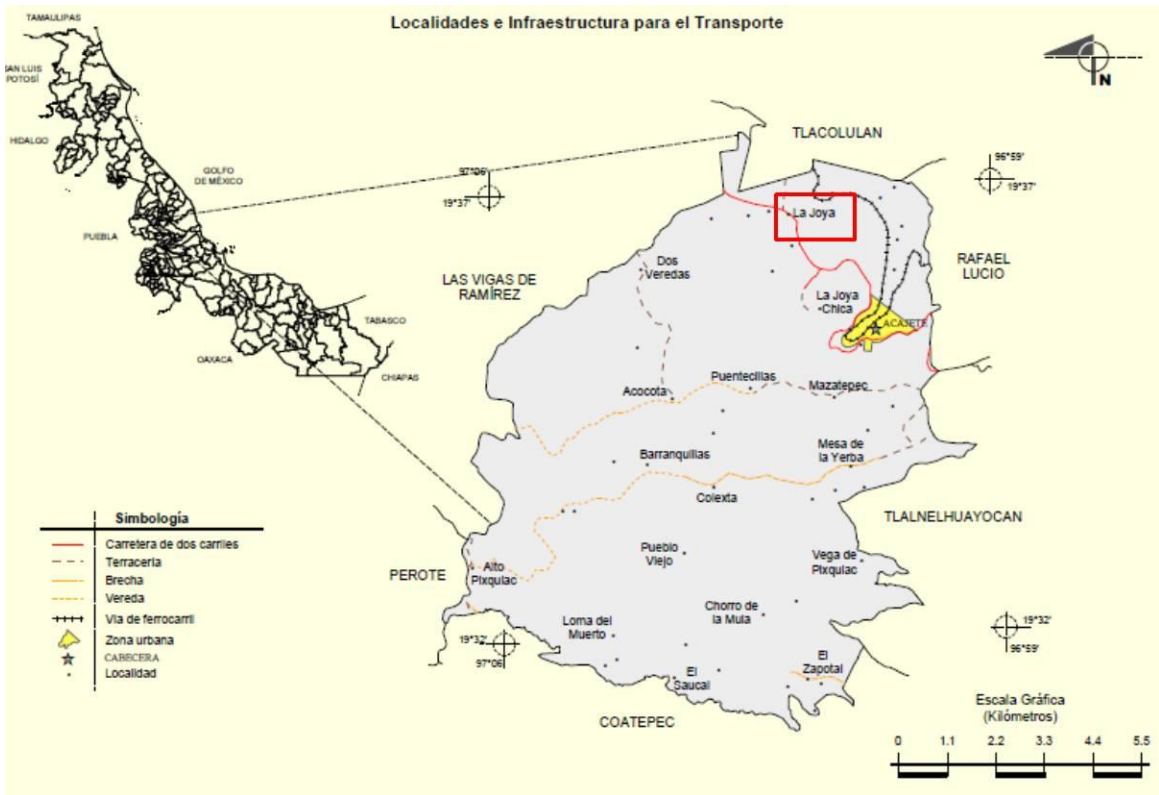 Localidades e Infraestructura para el Transporte
TAMAULIPAS
SAN LUIS
POTOSÍ
HIDALGO
GOLFO
DE MÉXICO
PUEBLA
OAXACA
TABASCO
CHIAPAS
N
TLACOLULAN
97°06'
19°37'
96°59'
19°37'
La Joya
Dos
Veredas
LAS VIGAS DE
RAMÍREZ
RAFAEL
LUCIO
La Joya
Chica
ACAJETE
Puentecillas
Mazatepec
Acocota
Mesa de
la Yerba
Barranquillas
Colexta
TLALNELHUAYOCAN
Pueblo
Viejo
Vega de
Pixquiac
Alto
Pixquiac
PEROTE
Chorro de
la Mula
Loma del
Muerto
19°32'
97°06'
19°32'
96°59'
El
Saucal
El
Zapotal
COATEPEC
Simbología
Carretera de dos carriles
Terracería
Brecha
Vereda
Vía de ferrocarril
Zona urbana
CABECERA
Localidad
Escala Gráfica
(Kilómetros)
0 1.1 2.2 3.3 4.4 5.5